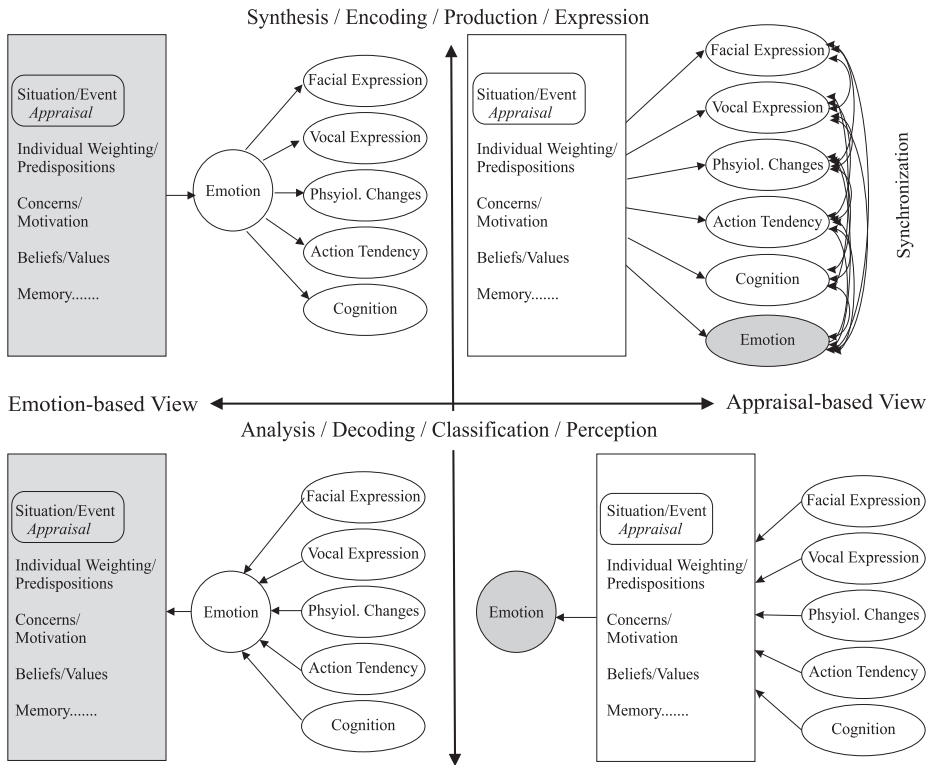 Synthesis / Encoding / Production / Expression
Situation/Event
Appraisal
Individual Weighting/
Predispositions
Concerns/
Motivation
Beliefs/Values
Memory.......
Emotion
Facial Expression
Vocal Expression
Phsyiol. Changes
Action Tendency
Cognition
Situation/Event
Appraisal
Individual Weighting/
Predispositions
Concerns/
Motivation
Beliefs/Values
Memory.......
Facial Expression
Vocal Expression
Phsyiol. Changes
Action Tendency
Cognition
Emotion
Synchronization
Emotion-based View
Appraisal-based View
Analysis / Decoding / Classification / Perception
Situation/Event
Appraisal
Individual Weighting/
Predispositions
Concerns/
Motivation
Beliefs/Values
Memory.......
Emotion
Facial Expression
Vocal Expression
Phsyiol. Changes
Action Tendency
Cognition
Emotion
Situation/Event
Appraisal
Individual Weighting/
Predispositions
Concerns/
Motivation
Beliefs/Values
Memory.......
Facial Expression
Vocal Expression
Phsyiol. Changes
Action Tendency
Cognition